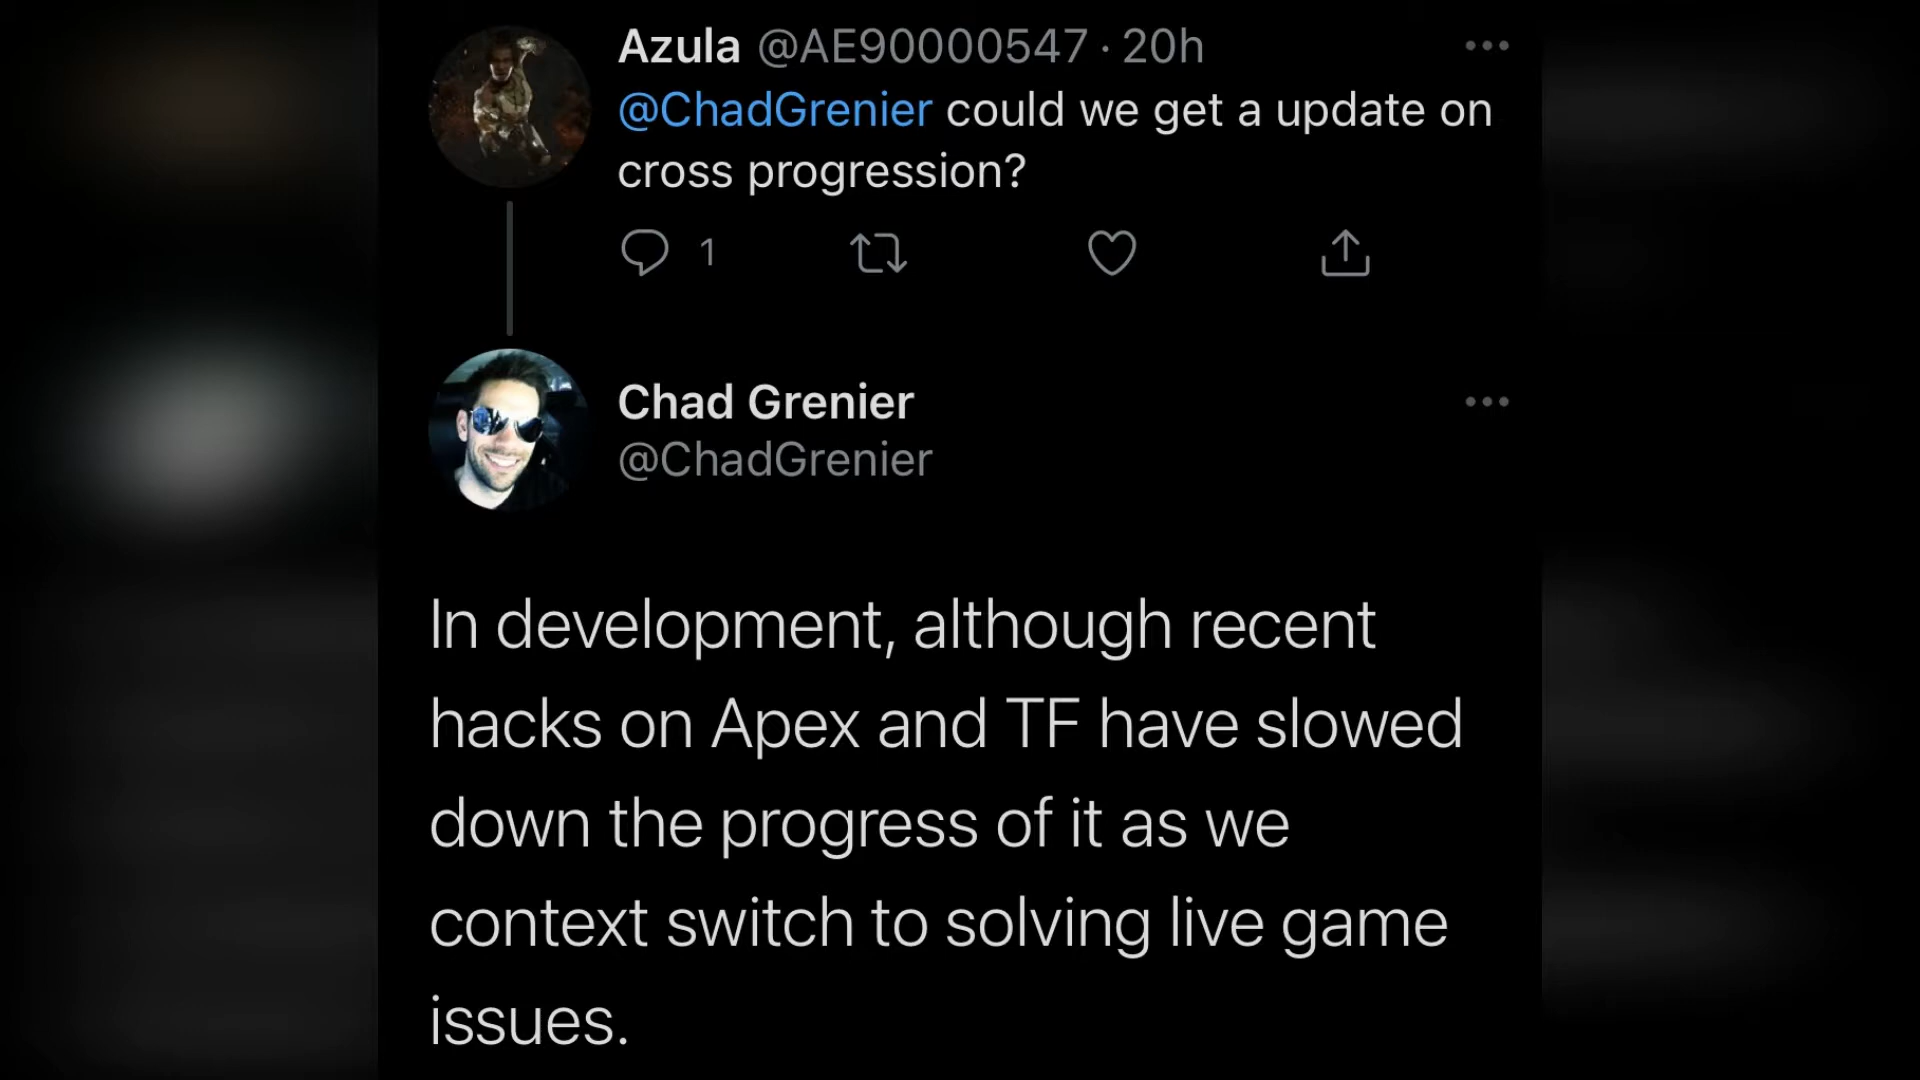 Azula @AE90000547 · 20h
@ChadGrenier could we get a update on
cross progression?
1
Chad Grenier
@ChadGrenier
In development, although recent
hacks on Apex and TF have slowed
down the progress of it as we
context switch to solving live game
issues.